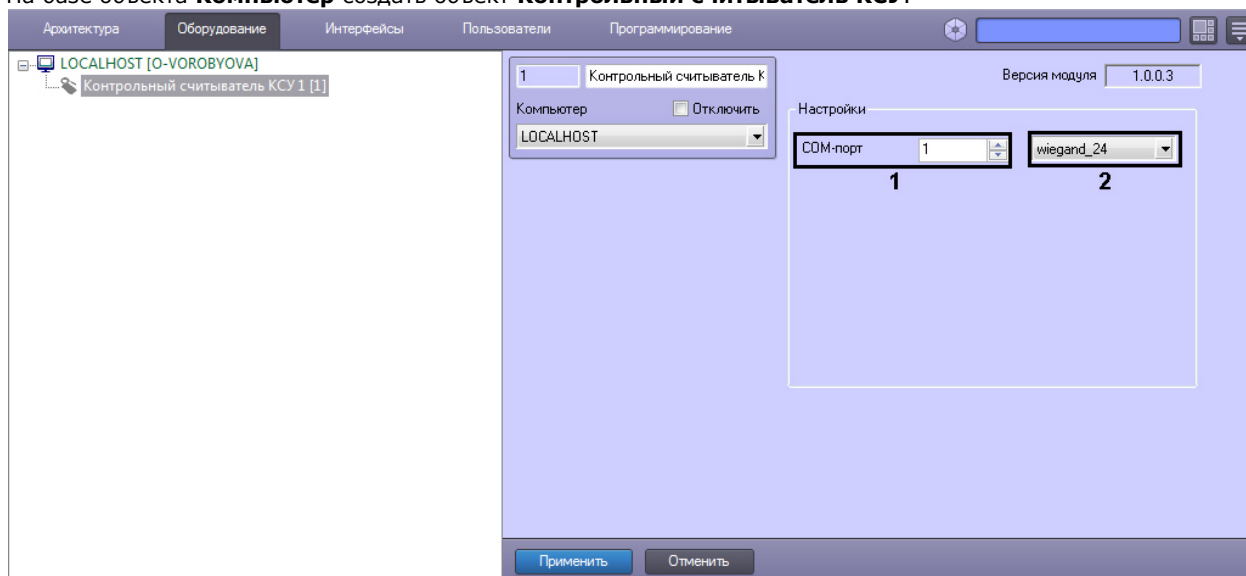 На базе объекта Компьютер создать объект Контрольный считыватель КСУ.
Архитектура Оборудование Интерфейсы Пользователи Программирование
LOCALHOST [O-VOROBYOVA]
Контрольный считыватель КСУ 1 [1]
1 Контрольный считыватель К
Компьютер Отключить
LOCALHOST
Версия модуля 1.0.0.3
Настройки
COM-порт 1 wiegand_24
1 2
Применить Отменить